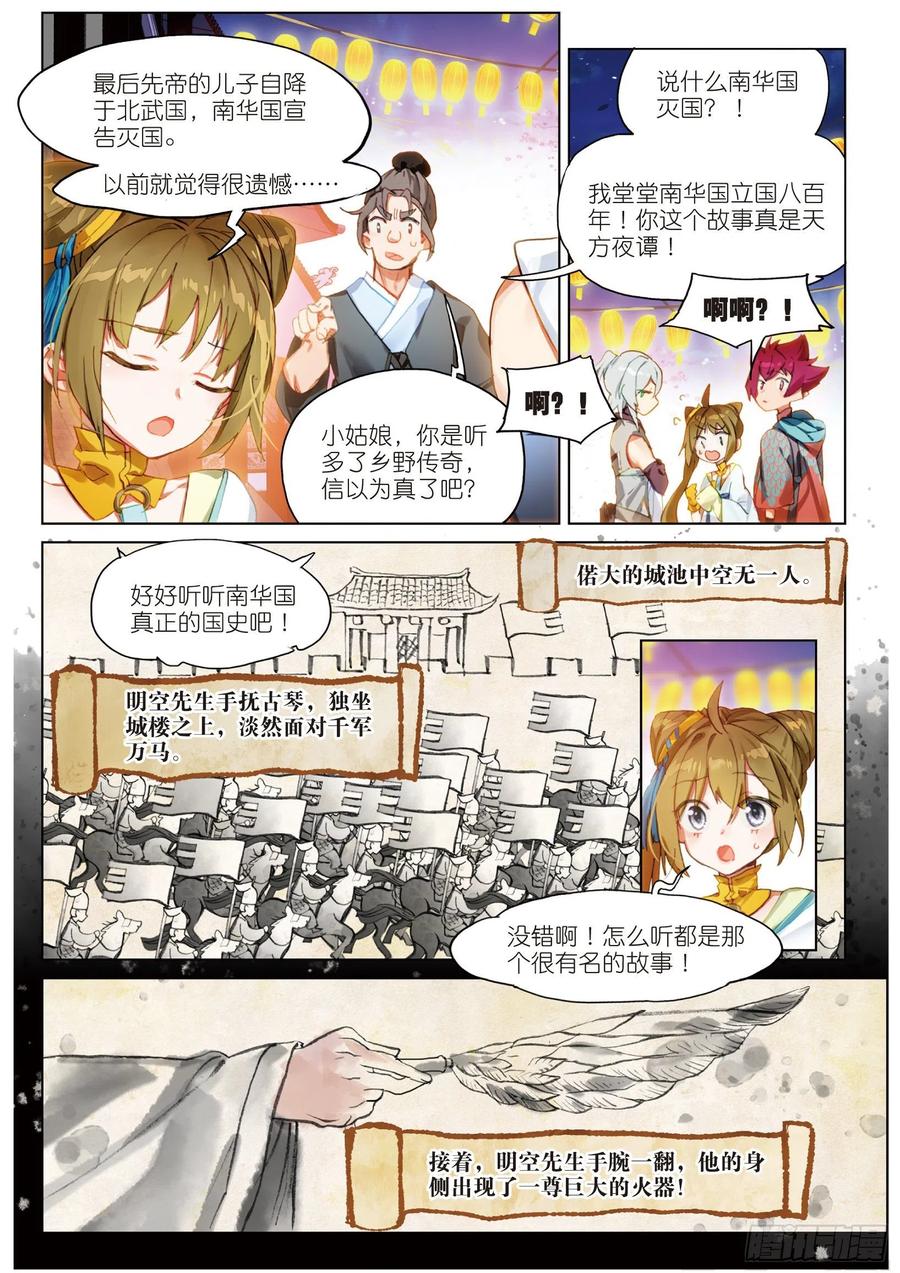 最后先帝的儿子自降
于北武国，南华国宣
告灭国。
以前就觉得很遗憾……
小姑娘，你是听
多了乡野传奇，
信以为真了吧？
啊？！
说什么南华国
灭国？！
我堂堂南华国立国八百
年！你这个故事真是天
方夜谭！
啊啊？！
好好听听南华国
真正的国史吧！
偌大的城池中空无一人。
明空先生手抚古琴，独坐
城楼之上，淡然面对千军
万马。
没错啊！怎么听都是那
个很有名的故事！
接着，明空先生手腕一翻，他的身
侧出现了一尊巨大的火器！
腾讯动漫